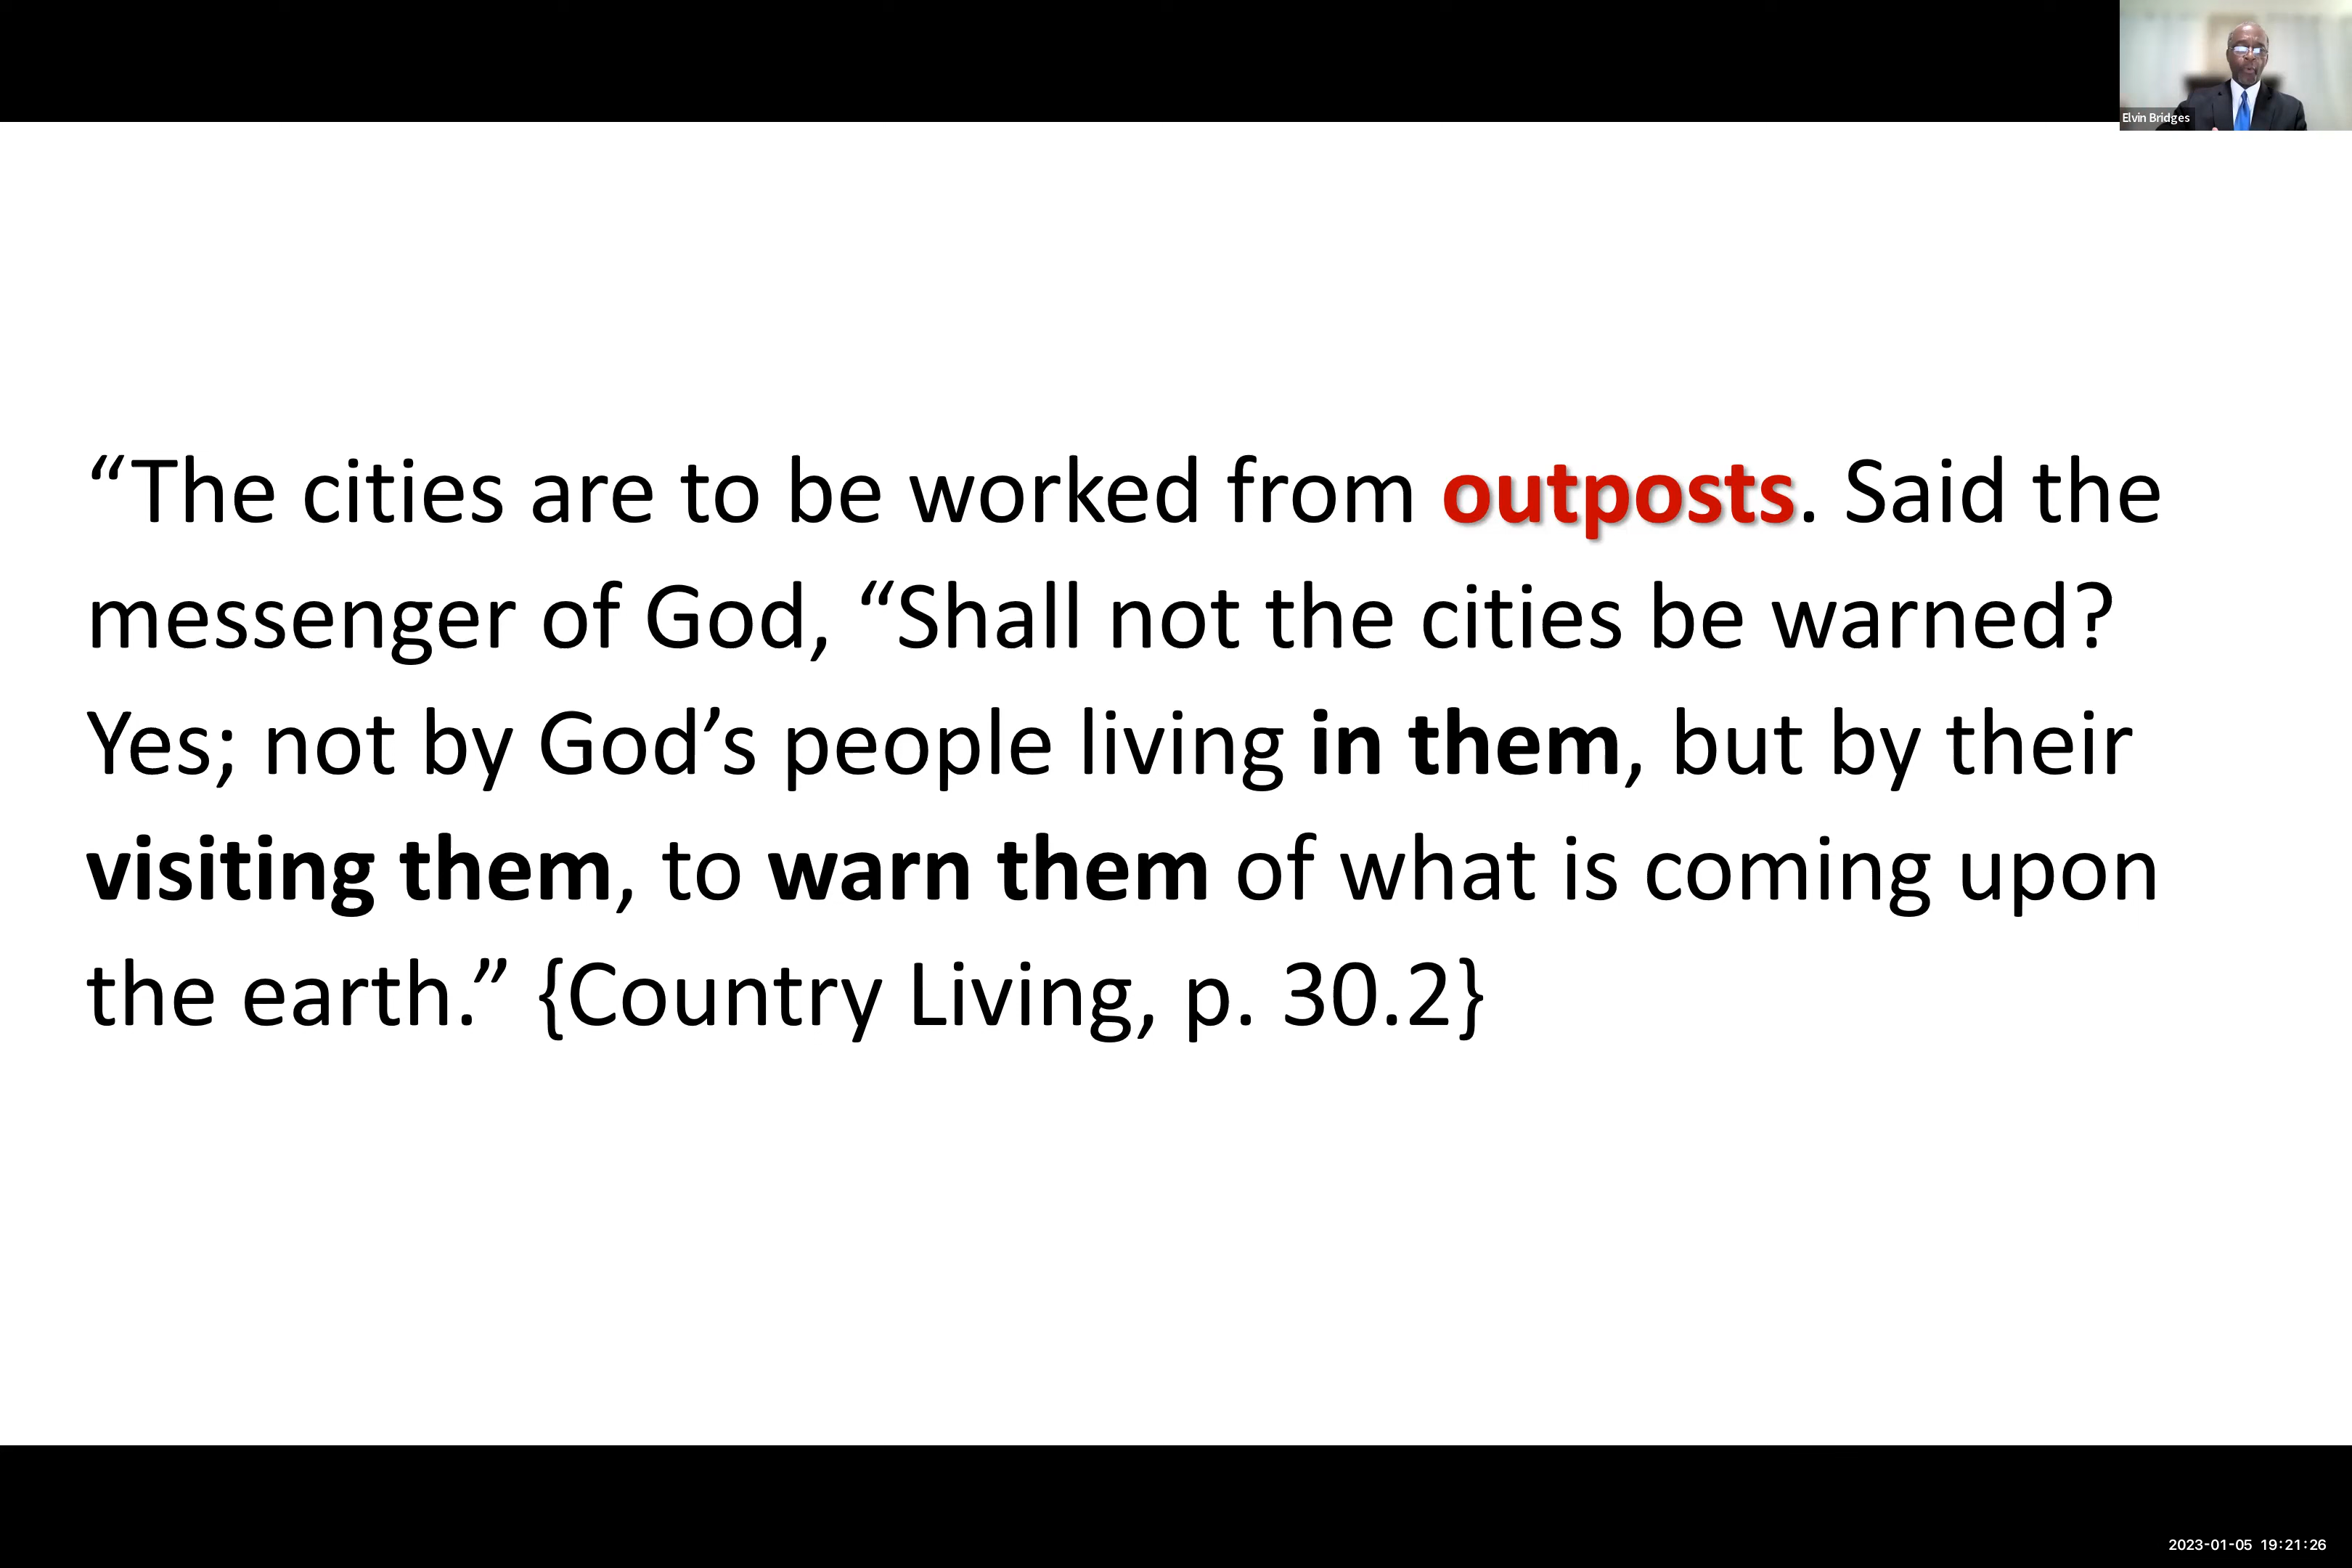 Elvin Bridges
“The cities are to be worked from outposts. Said the
messenger of God, “Shall not the cities be warned?
Yes; not by God’s people living in them, but by their
visiting them, to warn them of what is coming upon
the earth.” {Country Living, p. 30.2}
2023-01-05 19:21:26